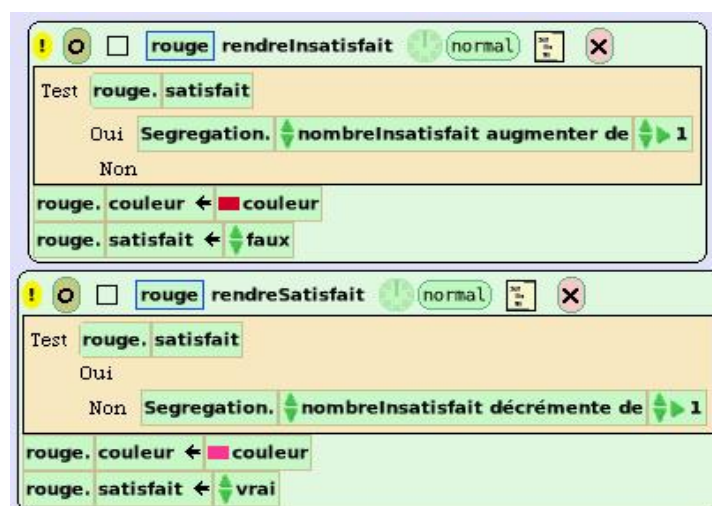 ! rouge rendreInsatisfait normal
Test rouge. satisfait
Oui Segregation. nombreInsatisfait augmenter de 1
Non
rouge. couleur ← couleur
rouge. satisfait ← faux
! rouge rendreSatisfait normal
Test rouge. satisfait
Oui
Non Segregation. nombreInsatisfait décrémente de 1
rouge. couleur ← couleur
rouge. satisfait ← vrai